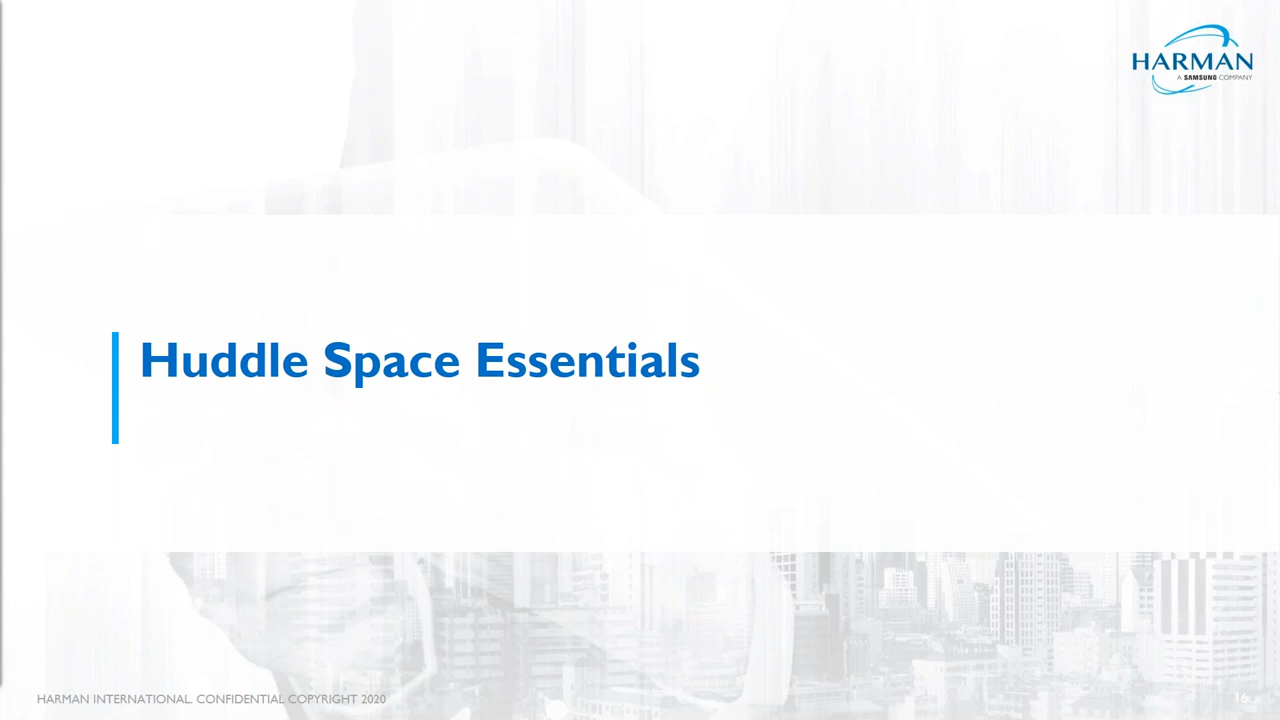 HARMAN
A SAMSUNG COMPANY
Huddle Space Essentials
HARMAN INTERNATIONAL. CONFIDENTIAL COPYRIGHT 2020
16